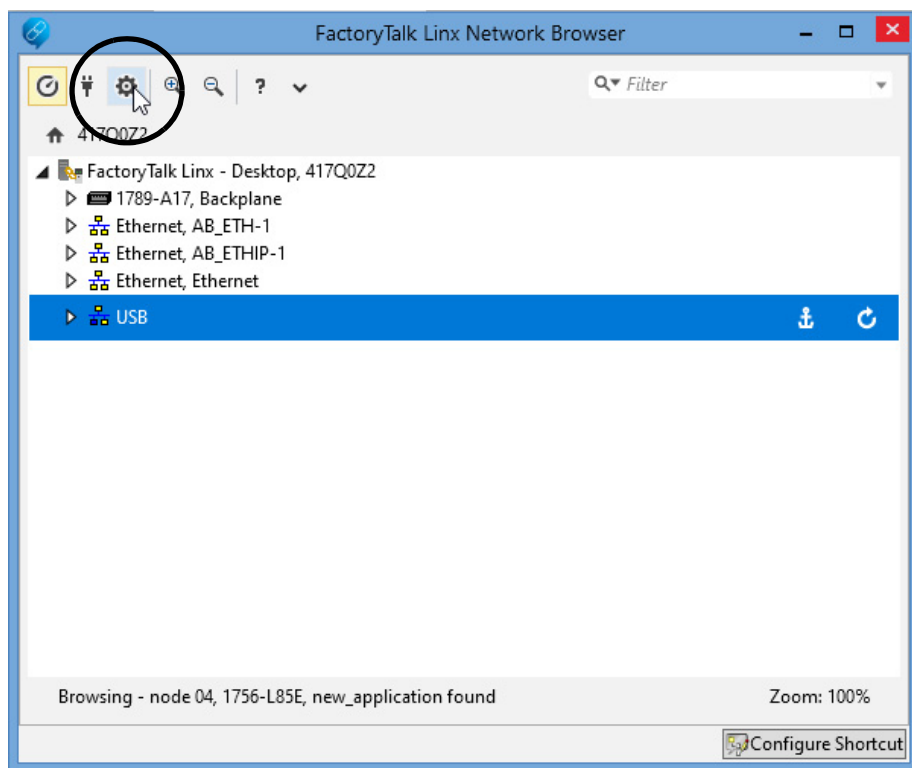 FactoryTalk Linx Network Browser
? Filter
417Q0Z2
FactoryTalk Linx - Desktop, 417Q0Z2
1789-A17, Backplane
Ethernet, AB_ETH-1
Ethernet, AB_ETHIP-1
Ethernet, Ethernet
USB
Browsing - node 04, 1756-L85E, new_application found Zoom: 100%
Configure Shortcut